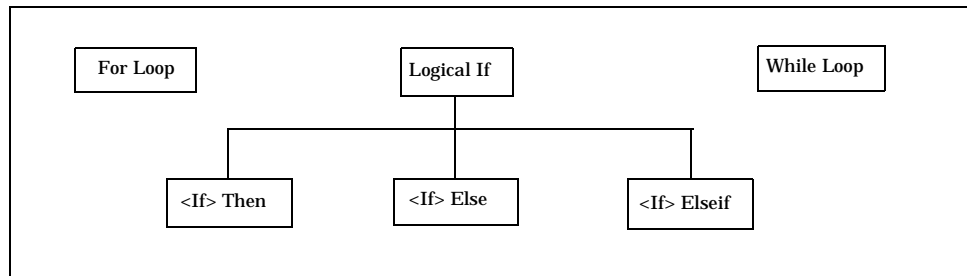 For Loop
Logical If
While Loop
<If> Then
<If> Else
<If> Elseif